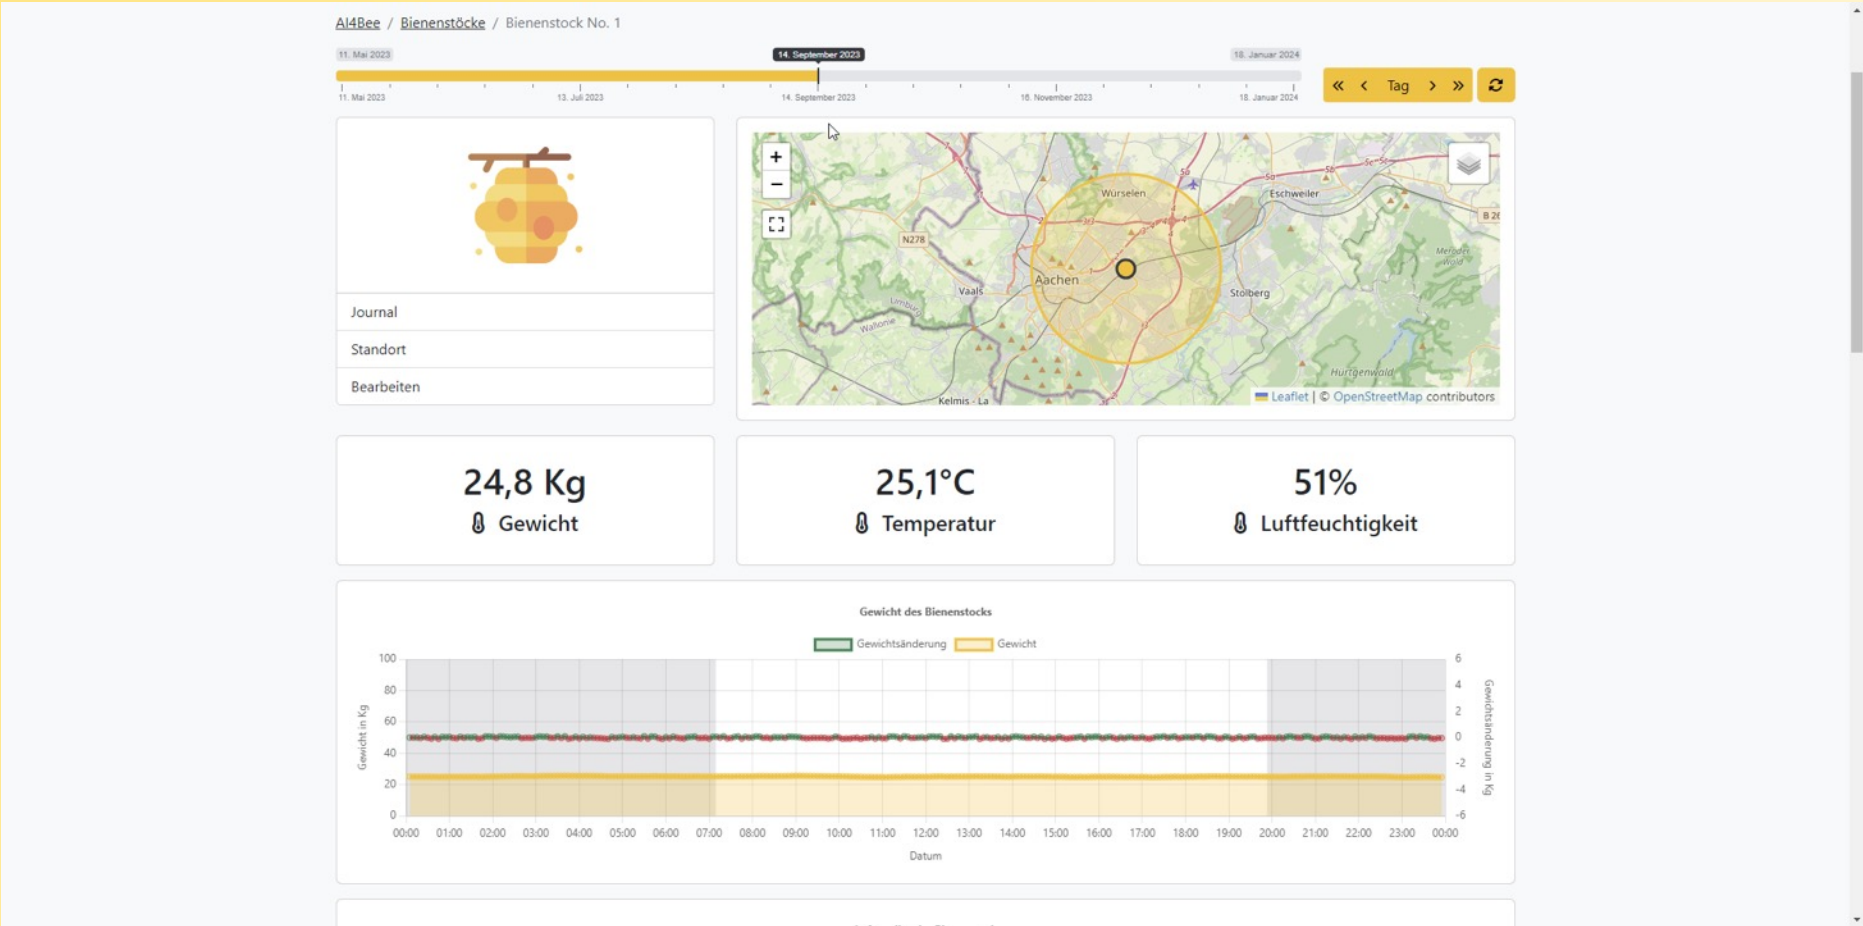 AI4Bee / Bienenstöcke / Bienenstock No. 1
11. Mai 2023
14. September 2023
18. Januar 2024
11. Mai 2023
13. Juli 2023
14. September 2023
16. November 2023
18. Januar 2024
« ‹ Tag › »
Journal
Standort
Bearbeiten
+
−
Würselen
Eschweiler
N278
B 26
Meroder
Wald
Aachen
Vaals
Stolberg
Limburg
Wallonie
Hürtgenwald
Kelmis - La
Leaflet | © OpenStreetMap contributors
24,8 Kg
Gewicht
25,1°C
Temperatur
51%
Luftfeuchtigkeit
Gewicht des Bienenstocks
Gewichtsänderung Gewicht
Gewicht in Kg
100
80
60
40
20
0
6
4
2
0
-2
-4
-6
Gewichtsänderung in Kg
00:00 01:00 02:00 03:00 04:00 05:00 06:00 07:00 08:00 09:00 10:00 11:00 12:00 13:00 14:00 15:00 16:00 17:00 18:00 19:00 20:00 21:00 22:00 23:00 00:00
Datum